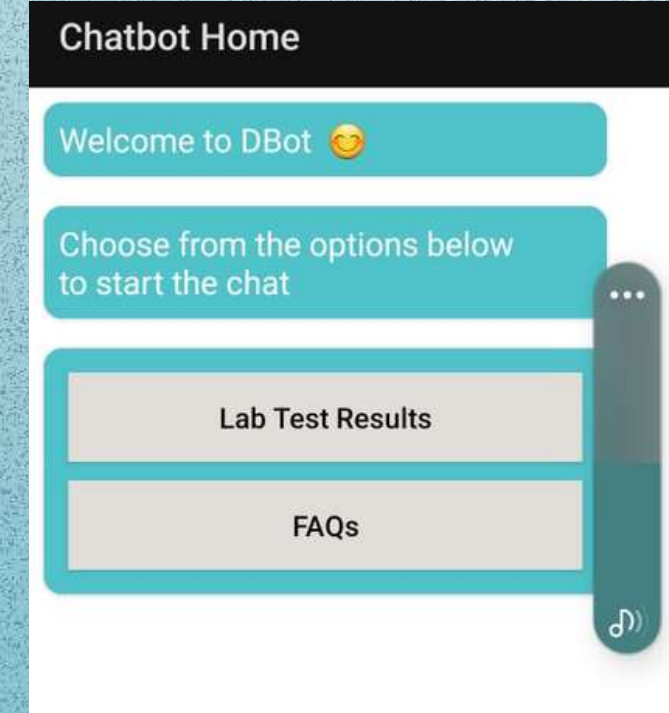 Chatbot Home
Welcome to DBot 😊
Choose from the options below
to start the chat
Lab Test Results
FAQs